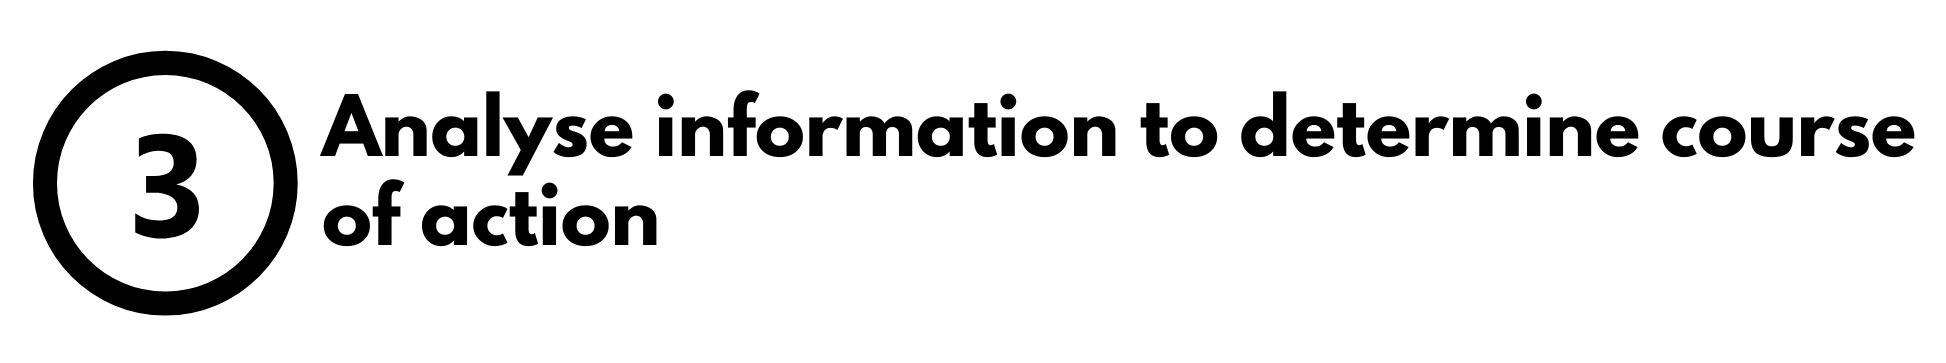 3
Analyse information to determine course
of action